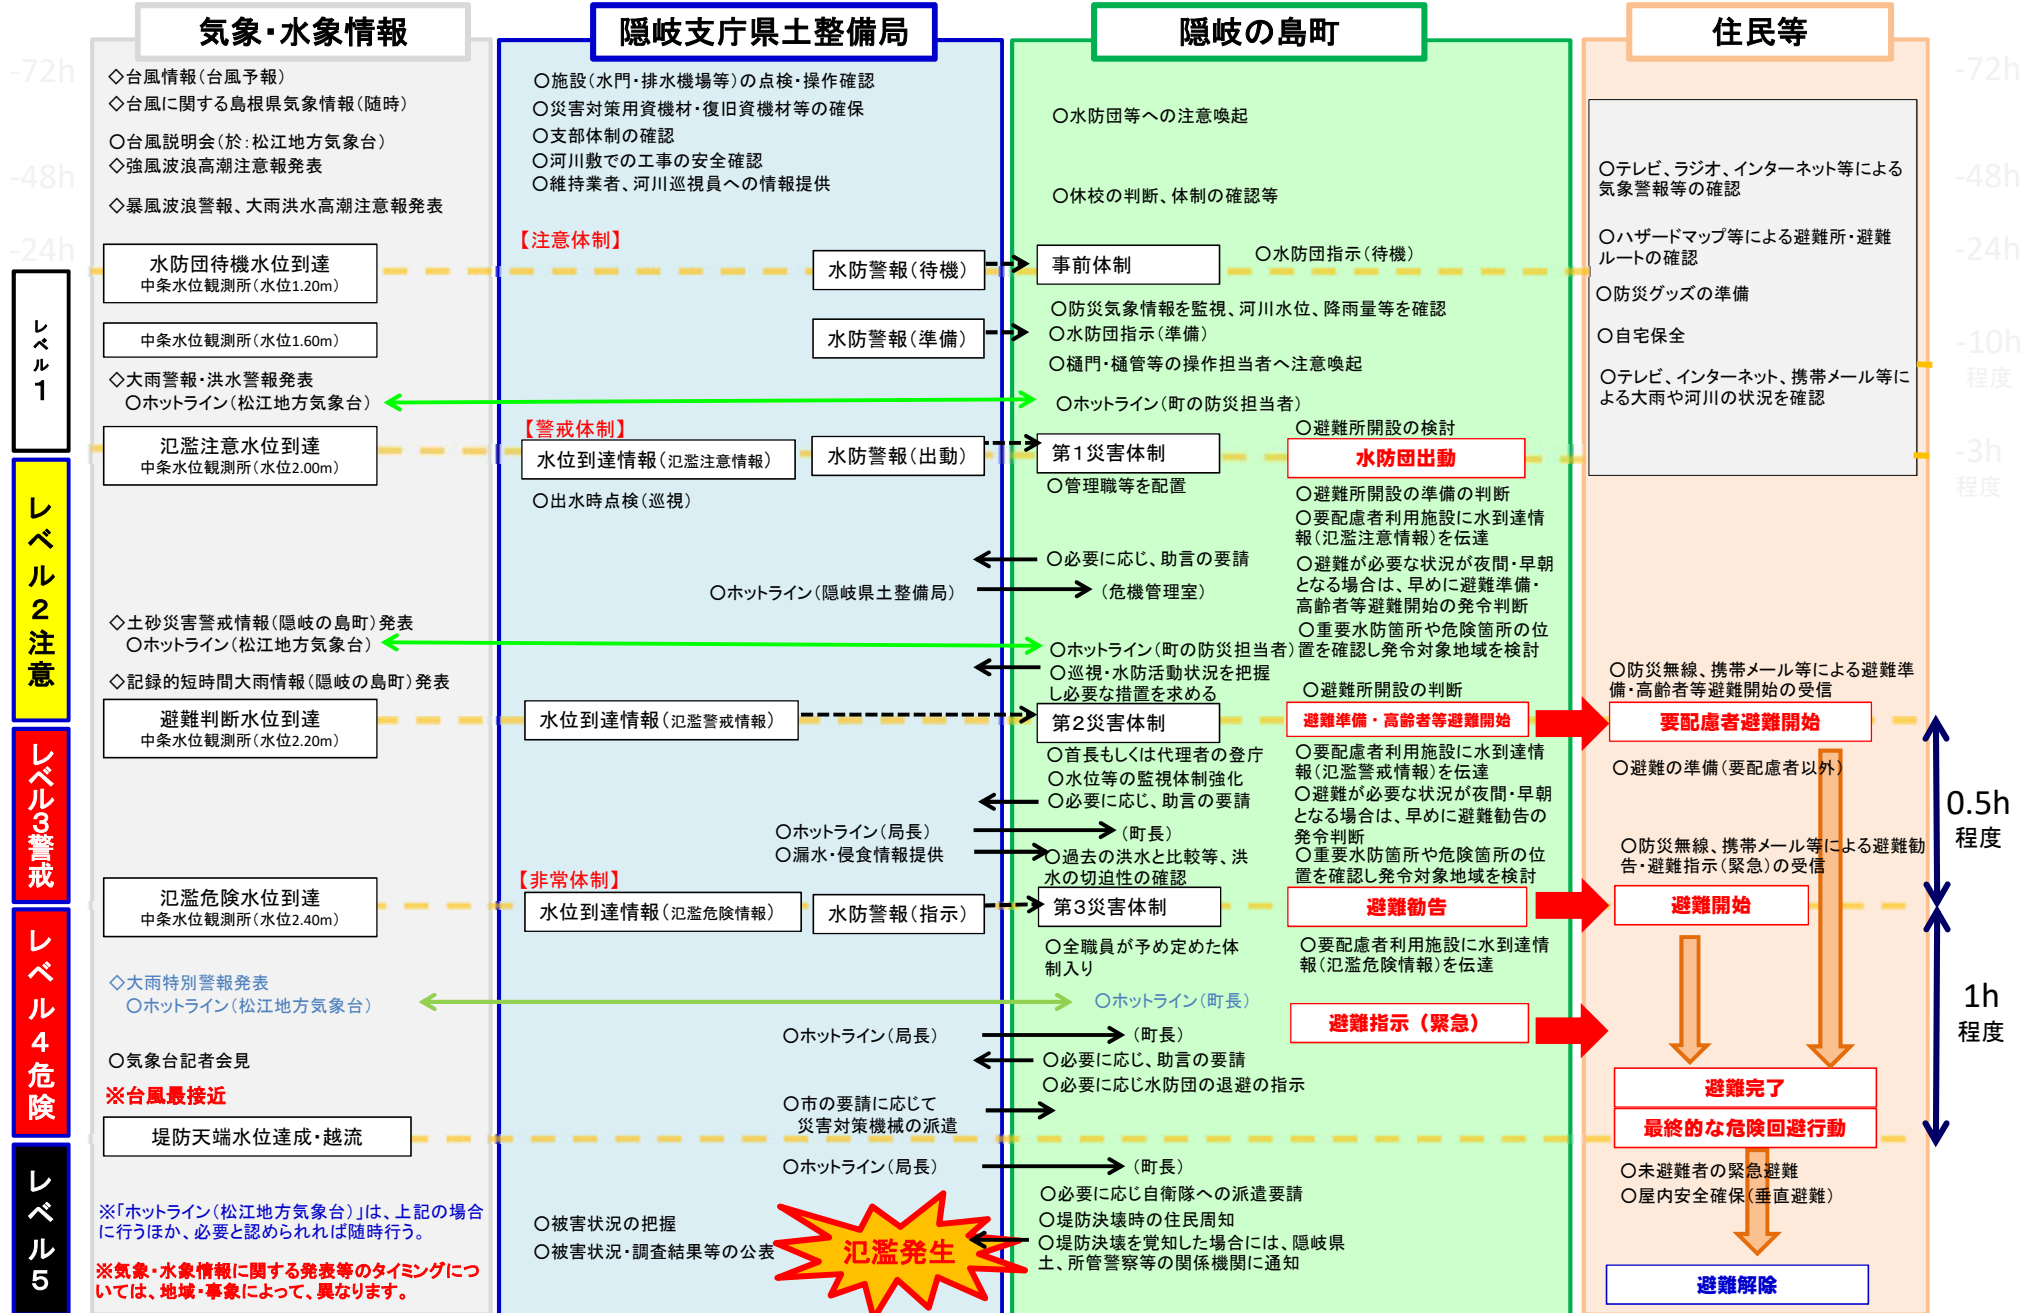 気象・水象情報
隠岐支庁県土整備局
隠岐の島町
住民等
-72h
-48h
-24h
レベル1
レベル2注意
レベル3警戒
レベル4危険
レベル5
◇台風情報(台風予報)
◇台風に関する島根県気象情報(随時)
○台風説明会(於:松江地方気象台)
◇強風波浪高潮注意報発表
◇暴風波浪警報、大雨洪水高潮注意報発表
水防団待機水位到達
中条水位観測所(水位1.20m)
中条水位観測所(水位1.60m)
◇大雨警報・洪水警報発表
○ホットライン(松江地方気象台)
氾濫注意水位到達
中条水位観測所(水位2.00m)
◇土砂災害警戒情報(隠岐の島町)発表
○ホットライン(松江地方気象台)
◇記録的短時間大雨情報(隠岐の島町)発表
避難判断水位到達
中条水位観測所(水位2.20m)
氾濫危険水位到達
中条水位観測所(水位2.40m)
◇大雨特別警報発表
○ホットライン(松江地方気象台)
○気象台記者会見
※台風最接近
堤防天端水位達成・越流
※「ホットライン(松江地方気象台)」は、上記の場合
に行うほか、必要と認められれば随時行う。
※気象・水象情報に関する発表等のタイミングにつ
いては、地域・事象によって、異なります。
○施設(水門・排水機場等)の点検・操作確認
○災害対策用資機材・復旧資機材等の確保
○支部体制の確認
○河川敷での工事の安全確認
○維持業者、河川巡視員への情報提供
【注意体制】
水防警報(待機)
水防警報(準備)
【警戒体制】
水位到達情報(氾濫注意情報)
水防警報(出動)
○出水時点検(巡視)
○ホットライン(隠岐県土整備局)
水位到達情報(氾濫警戒情報)
○ホットライン(局長)
○漏水・侵食情報提供
【非常体制】
水位到達情報(氾濫危険情報)
水防警報(指示)
○ホットライン(局長)
○市の要請に応じて
災害対策機械の派遣
○ホットライン(局長)
○被害状況の把握
○被害状況・調査結果等の公表
氾濫発生
○水防団等への注意喚起
○休校の判断、体制の確認等
事前体制
○水防団指示(待機)
○防災気象情報を監視、河川水位、降雨量等を確認
○水防団指示(準備)
○樋門・樋管等の操作担当者へ注意喚起
○ホットライン(町の防災担当者)
第1災害体制
○管理職等を配置
○必要に応じ、助言の要請
(危機管理室)
○ホットライン(町の防災担当者)
○巡視・水防活動状況を把握
し必要な措置を求める
第2災害体制
○首長もしくは代理者の登庁
○水位等の監視体制強化
○必要に応じ、助言の要請
(町長)
○過去の洪水と比較等、洪
水の切迫性の確認
第3災害体制
○全職員が予め定めた体
制入り
○ホットライン(町長)
(町長)
○必要に応じ、助言の要請
○必要に応じ水防団の退避の指示
(町長)
○必要に応じ自衛隊への派遣要請
○堤防決壊時の住民周知
○堤防決壊を覚知した場合には、隠岐県
土、所管警察等の関係機関に通知
○避難所開設の検討
水防団出動
○避難所開設の準備の判断
○要配慮者利用施設に水到達情
報(氾濫注意情報)を伝達
○避難が必要な状況が夜間・早朝
となる場合は、早めに避難準備・
高齢者等避難開始の発令判断
○重要水防箇所や危険箇所の位
置を確認し発令対象地域を検討
○避難所開設の判断
避難準備・高齢者等避難開始
○要配慮者利用施設に水到達情
報(氾濫警戒情報)を伝達
○避難が必要な状況が夜間・早朝
となる場合は、早めに避難勧告の
発令判断
○重要水防箇所や危険箇所の位
置を確認し発令対象地域を検討
避難勧告
○要配慮者利用施設に水到達情
報(氾濫危険情報)を伝達
避難指示(緊急)
○テレビ、ラジオ、インターネット等による
気象警報等の確認
○ハザードマップ等による避難所・避難
ルートの確認
○防災グッズの準備
○自宅保全
○テレビ、インターネット、携帯メール等に
よる大雨や河川の状況を確認
○防災無線、携帯メール等による避難準
備・高齢者等避難開始の受信
要配慮者避難開始
○避難の準備(要配慮者以外)
○防災無線、携帯メール等による避難勧
告・避難指示(緊急)の受信
避難開始
避難完了
最終的な危険回避行動
○未避難者の緊急避難
○屋内安全確保(垂直避難)
避難解除
-72h
-48h
-24h
-10h
程度
-3h
程度
0.5h
程度
1h
程度